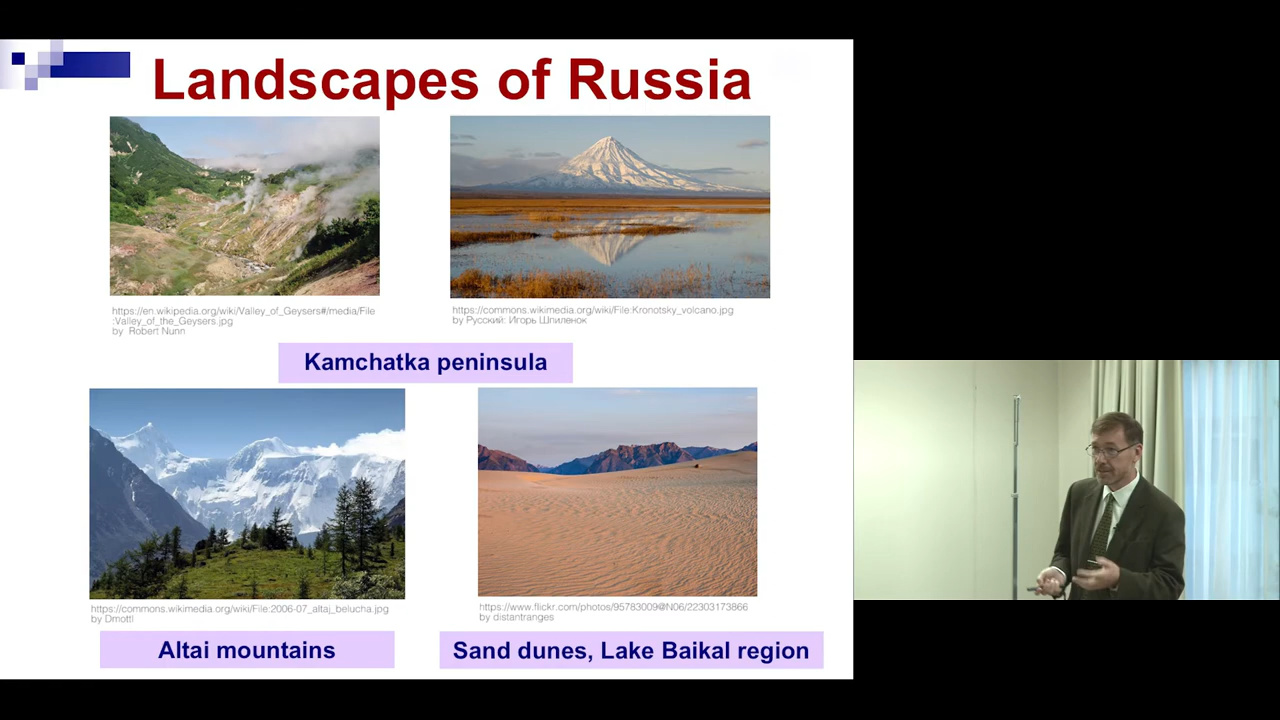 Landscapes of Russia
https://en.wikipedia.org/wiki/Valley_of_Geysers#/media/File
:Valley_of_the_Geysers.jpg
by Robert Nunn
https://commons.wikimedia.org/wiki/File:Kronotsky_volcano.jpg
by Русский: Игорь Шпиленок
Kamchatka peninsula
https://commons.wikimedia.org/wiki/File:2006-07_altaj_belucha.jpg
by Dmottl
https://www.flickr.com/photos/95783009@N06/22303173866
by distantranges
Altai mountains
Sand dunes, Lake Baikal region